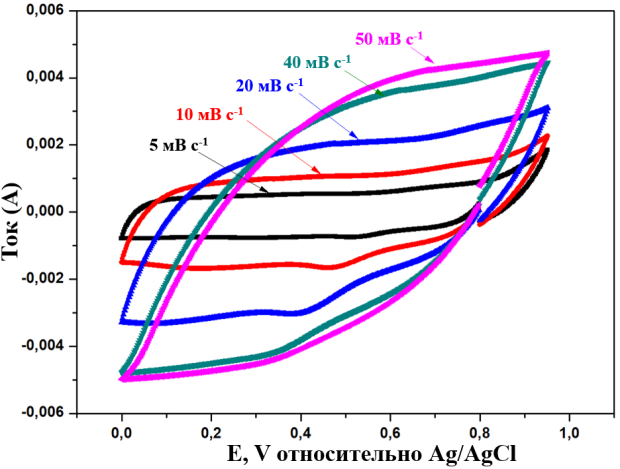 0,006
50 мВ с-1
40 мВ с-1
0,004
20 мВ с-1
10 мВ с-1
0,002
5 мВ с-1
0,000
Ток (А)
-0,002
-0,004
-0,006
0,0 0,2 0,4 0,6 0,8 1,0
E, V относительно Ag/AgCl